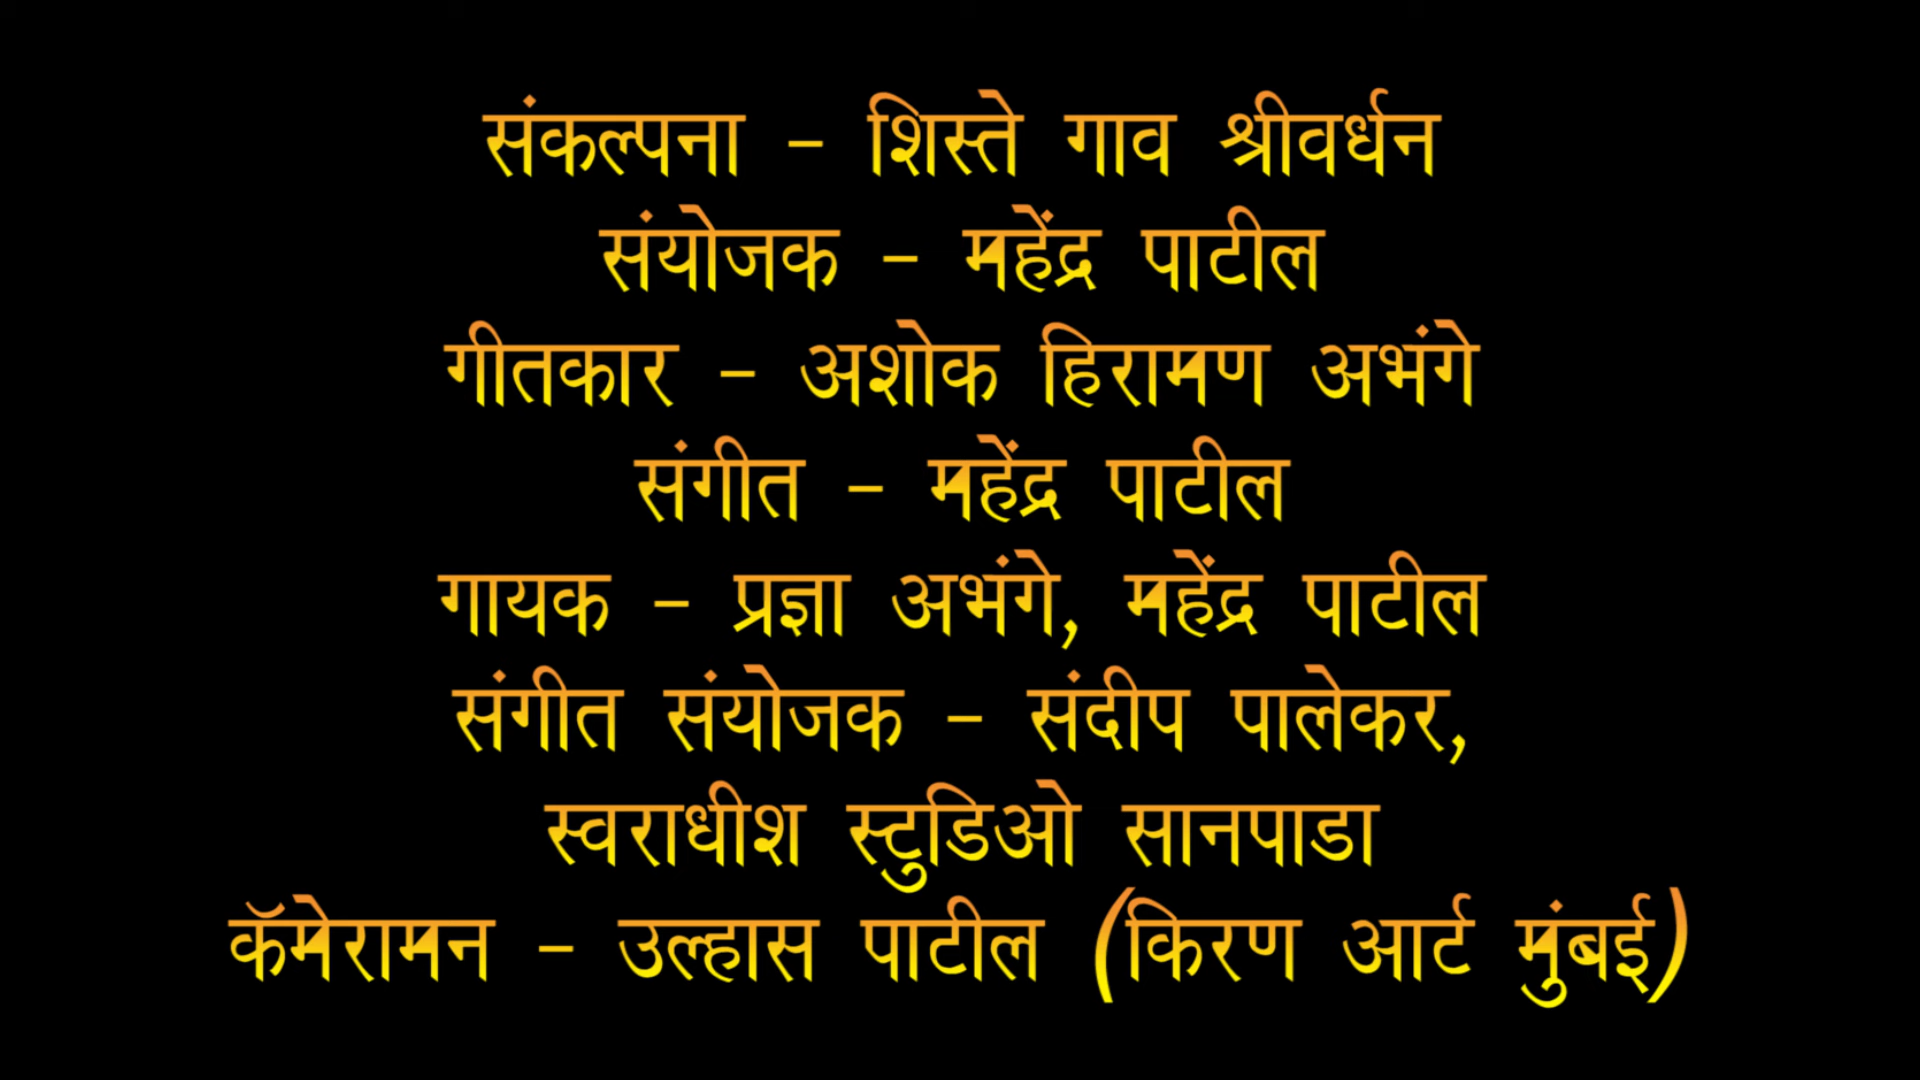 संकल्पना - शिस्ते गाव श्रीवर्धन
संयोजक - महेंद्र पाटील
गीतकार - अशोक हिरामण अभंगे
संगीत - महेंद्र पाटील
गायक - प्रज्ञा अभंगे, महेंद्र पाटील
संगीत संयोजक - संदीप पालेकर,
स्वराधीश स्टुडिओ सानपाडा
कॅमेरामन - उल्हास पाटील (किरण आर्ट मुंबई)